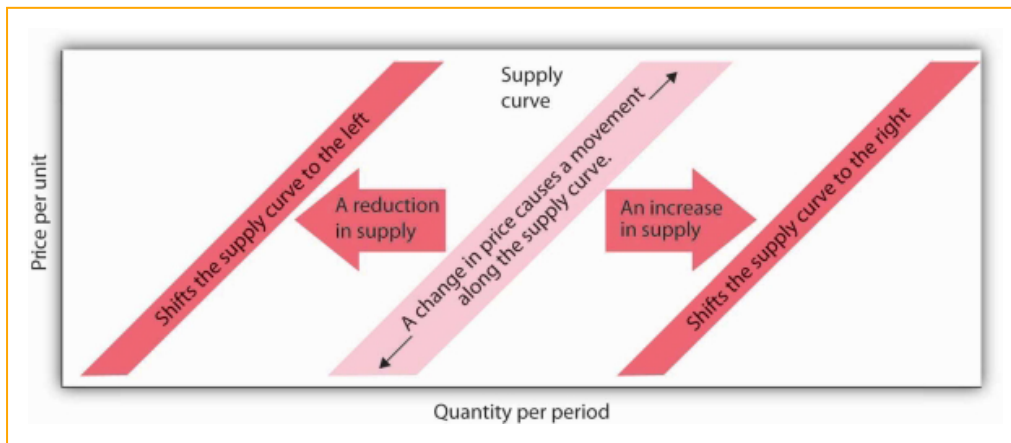 Supply
curve
Price per unit
Shifts the supply curve to the left
A reduction
in supply
A change in price causes a movement
along the supply curve.
An increase
in supply
Shifts the supply curve to the right
Quantity per period